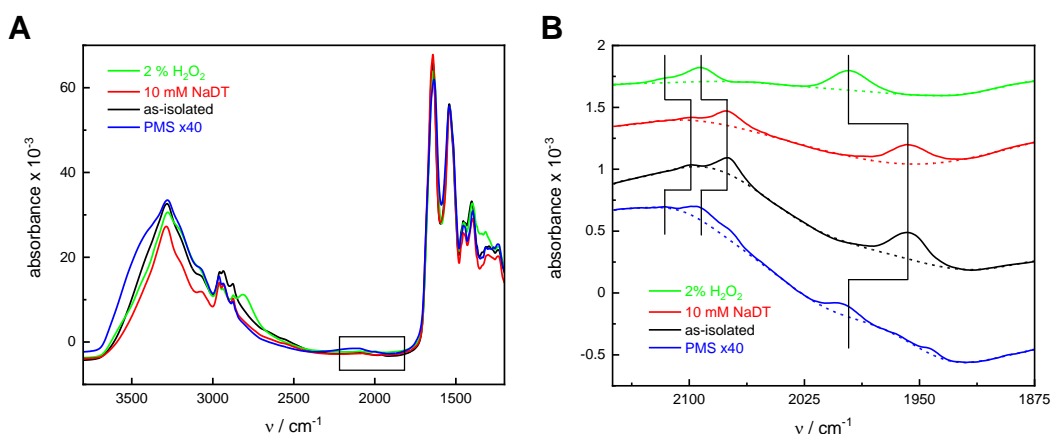 A
absorbance x 10⁻³
60
40
20
0
2 % H₂O₂
10 mM NaDT
as-isolated
PMS x40
3500
3000
2500
2000
1500
ν / cm⁻¹
B
absorbance x 10⁻³
2
1.5
1
0.5
0
-0.5
2% H₂O₂
10 mM NaDT
as-isolated
PMS x40
2100
2025
1950
1875
ν / cm⁻¹